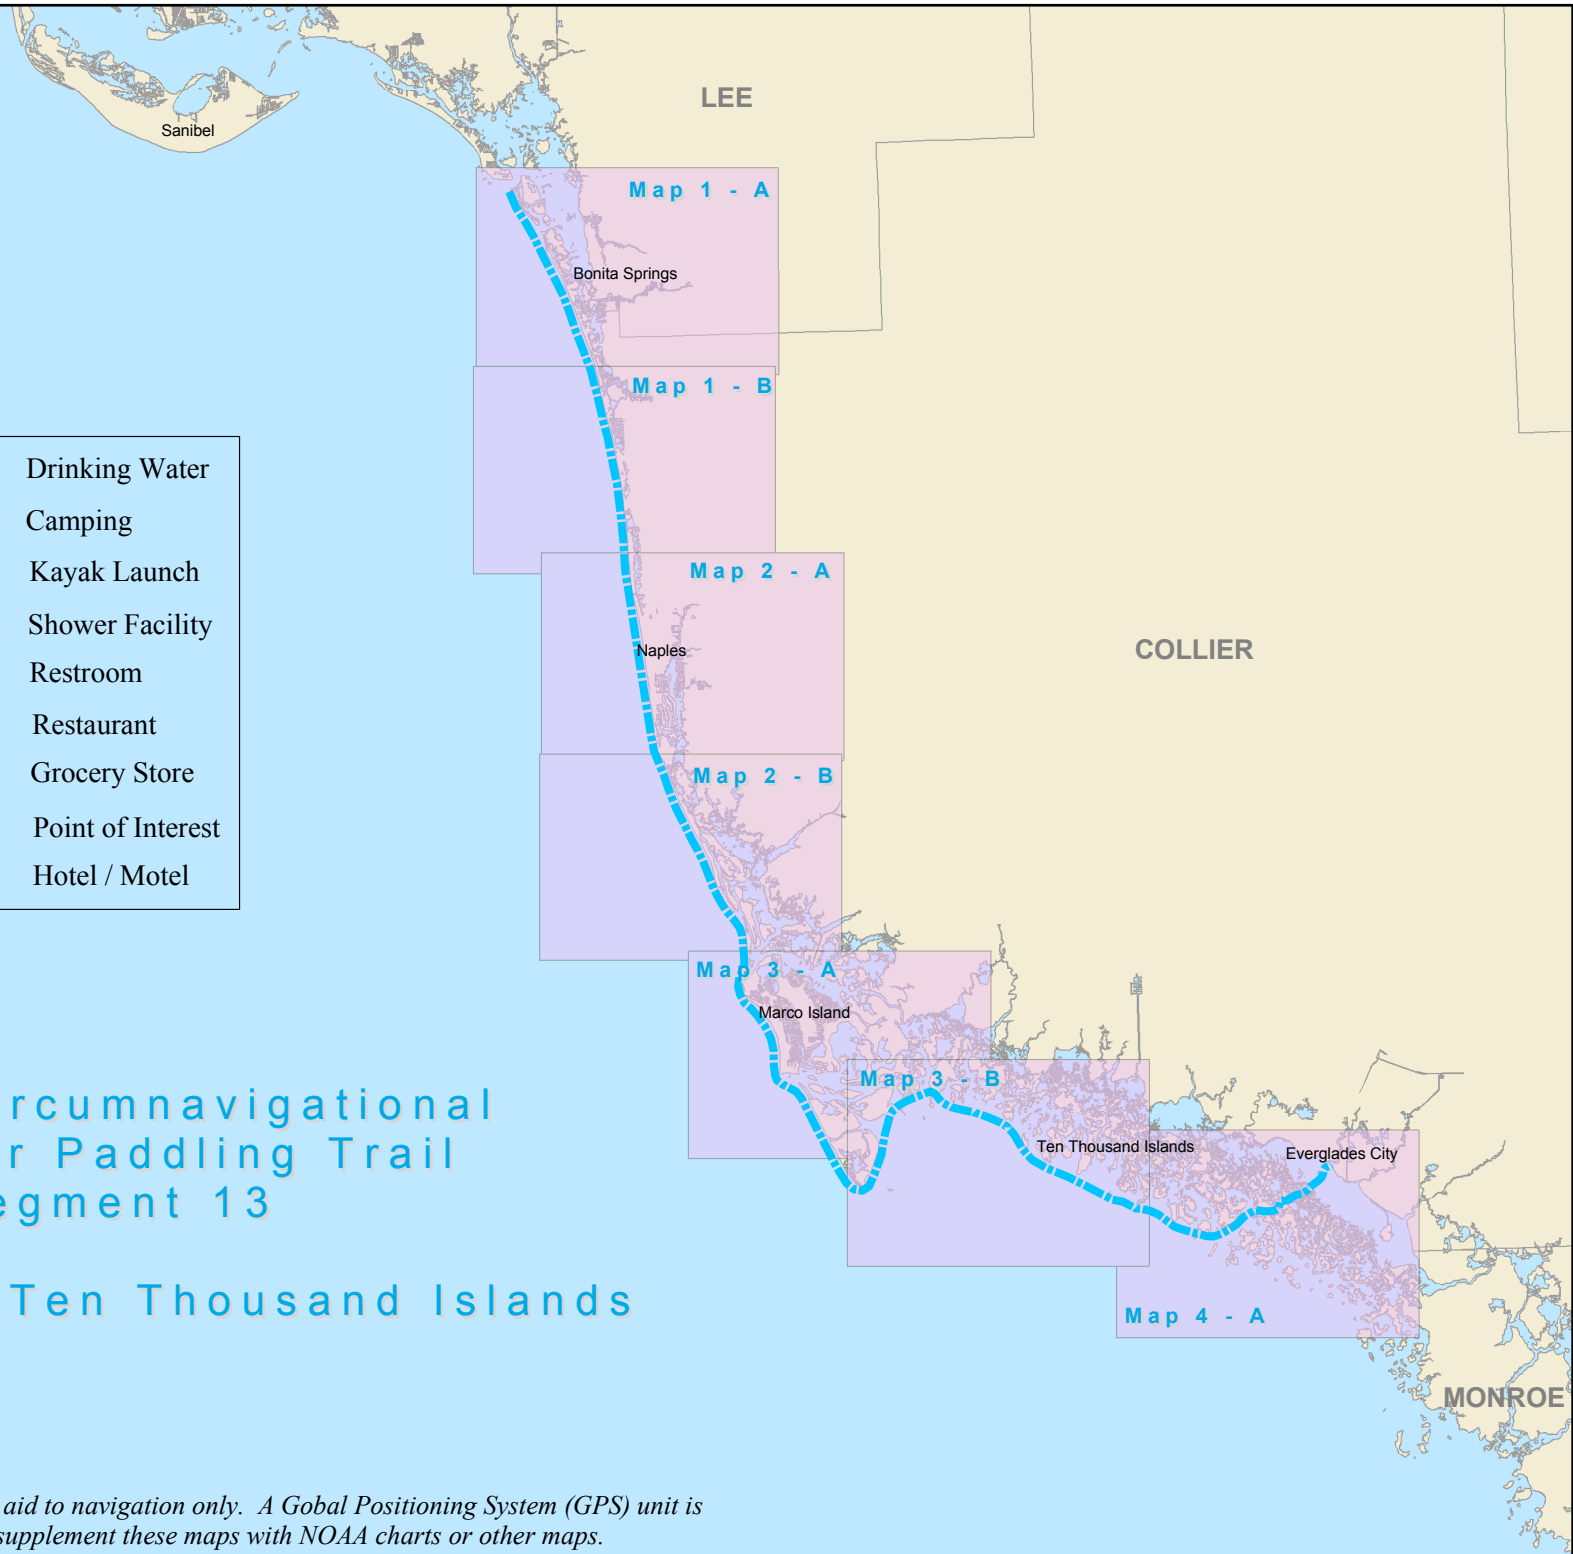 LEE
Sanibel
Map 1 - A
Bonita Springs
Map 1 - B
Drinking Water
Camping
Kayak Launch
Shower Facility
Restroom
Restaurant
Grocery Store
Point of Interest
Hotel / Motel
Map 2 - A
Naples
COLLIER
Map 2 - B
Map 3 - A
Marco Island
Map 3 - B
Ten Thousand Islands
Everglades City
Map 4 - A
MONROE
rcumnavigational
r Paddling Trail
egment 13
Ten Thousand Islands
aid to navigation only. A Gobal Positioning System (GPS) unit is
supplement these maps with NOAA charts or other maps.